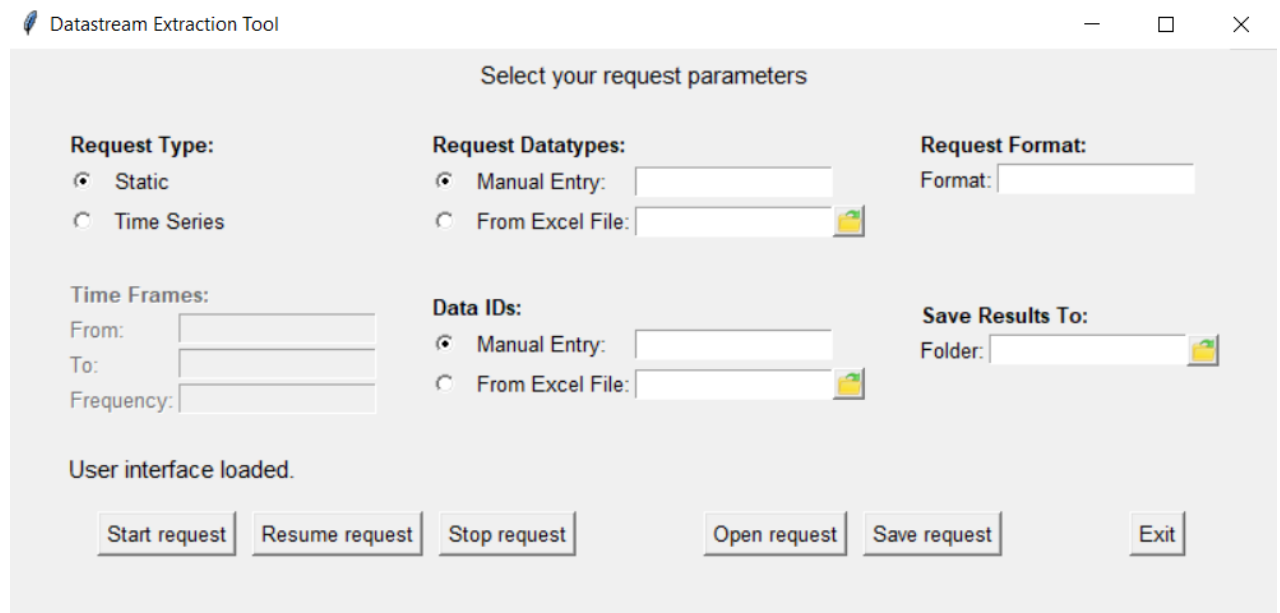 Datastream Extraction Tool
Select your request parameters
Request Type:
Static
Time Series
Request Datatypes:
Manual Entry:
From Excel File:
Request Format:
Format:
Time Frames:
From:
To:
Frequency:
Data IDs:
Manual Entry:
From Excel File:
Save Results To:
Folder:
User interface loaded.
Start request
Resume request
Stop request
Open request
Save request
Exit